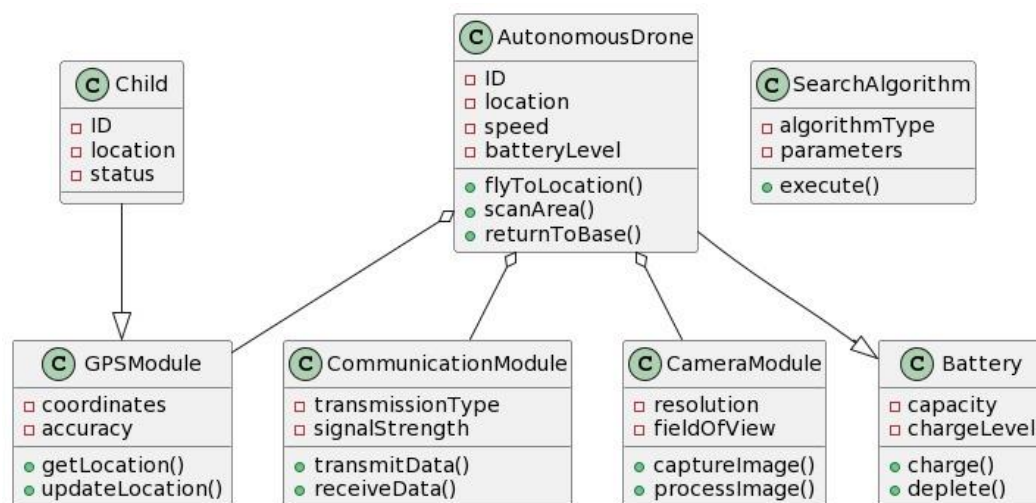 C AutonomousDrone
ID
location
speed
batteryLevel
flyToLocation()
scanArea()
returnToBase()
C Child
ID
location
status
C SearchAlgorithm
algorithmType
parameters
execute()
C GPSModule
coordinates
accuracy
getLocation()
updateLocation()
C CommunicationModule
transmissionType
signalStrength
transmitData()
receiveData()
C CameraModule
resolution
fieldOfView
captureImage()
processImage()
C Battery
capacity
chargeLevel
charge()
deplete()